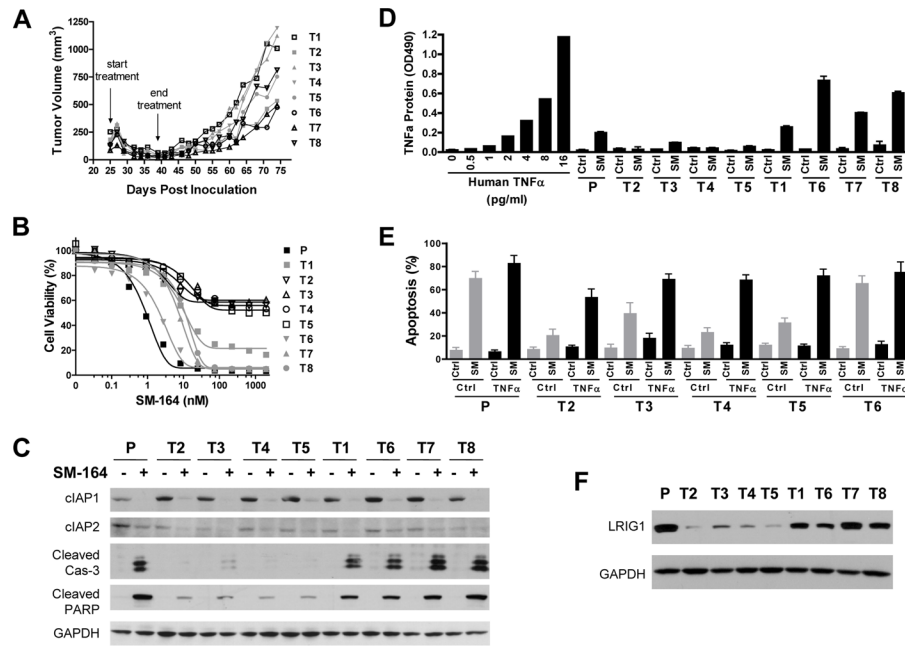 A
Tumor Volume (mm³)
1250
1000
750
500
250
0
start
treatment
end
treatment
20 25 30 35 40 45 50 55 60 65 70 75
Days Post Inoculation
T1
T2
T3
T4
T5
T6
T7
T8
B
Cell Viability (%)
100
80
60
40
20
0
0 0.1 1 10 100 1000
SM-164 (nM)
P
T1
T2
T3
T4
T5
T6
T7
T8
C
P T2 T3 T4 T5 T1 T6 T7 T8
SM-164 - + - + - + - + - + - + - + - + - +
cIAP1
cIAP2
Cleaved
Cas-3
Cleaved
PARP
GAPDH
D
TNFa Protein (OD490)
1.2
1.0
0.8
0.6
0.4
0.2
0.0
0 0.5 1 2 4 8 16 Ctrl SM Ctrl SM Ctrl SM Ctrl SM Ctrl SM Ctrl SM Ctrl SM Ctrl SM Ctrl SM
Human TNFα
(pg/ml)
P T2 T3 T4 T5 T1 T6 T7 T8
E
Apoptosis (%)
100
80
60
40
20
0
Ctrl SM Ctrl SM Ctrl SM Ctrl SM Ctrl SM Ctrl SM Ctrl SM Ctrl SM Ctrl SM Ctrl SM Ctrl SM Ctrl SM
Ctrl TNFα Ctrl TNFα Ctrl TNFα Ctrl TNFα Ctrl TNFα Ctrl TNFα
P T2 T3 T4 T5 T6
F
P T2 T3 T4 T5 T1 T6 T7 T8
LRIG1
GAPDH